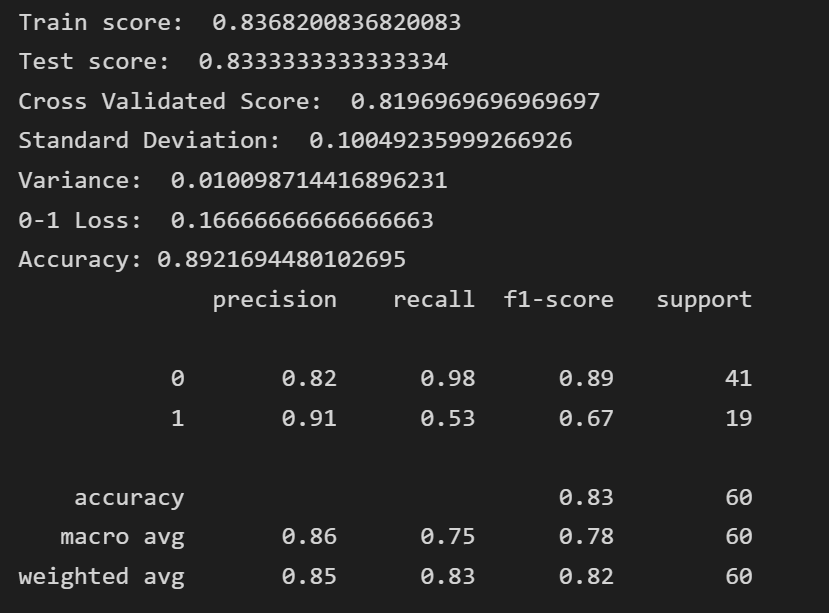 Train score:  0.8368200836820083
Test score:  0.8333333333333334
Cross Validated Score:  0.8196969696969697
Standard Deviation:  0.10049235999266926
Variance:  0.010098714416896231
0-1 Loss:  0.16666666666666663
Accuracy: 0.8921694480102695
              precision    recall  f1-score   support
           0       0.82      0.98      0.89        41
           1       0.91      0.53      0.67        19
    accuracy                           0.83        60
   macro avg       0.86      0.75      0.78        60
weighted avg       0.85      0.83      0.82        60